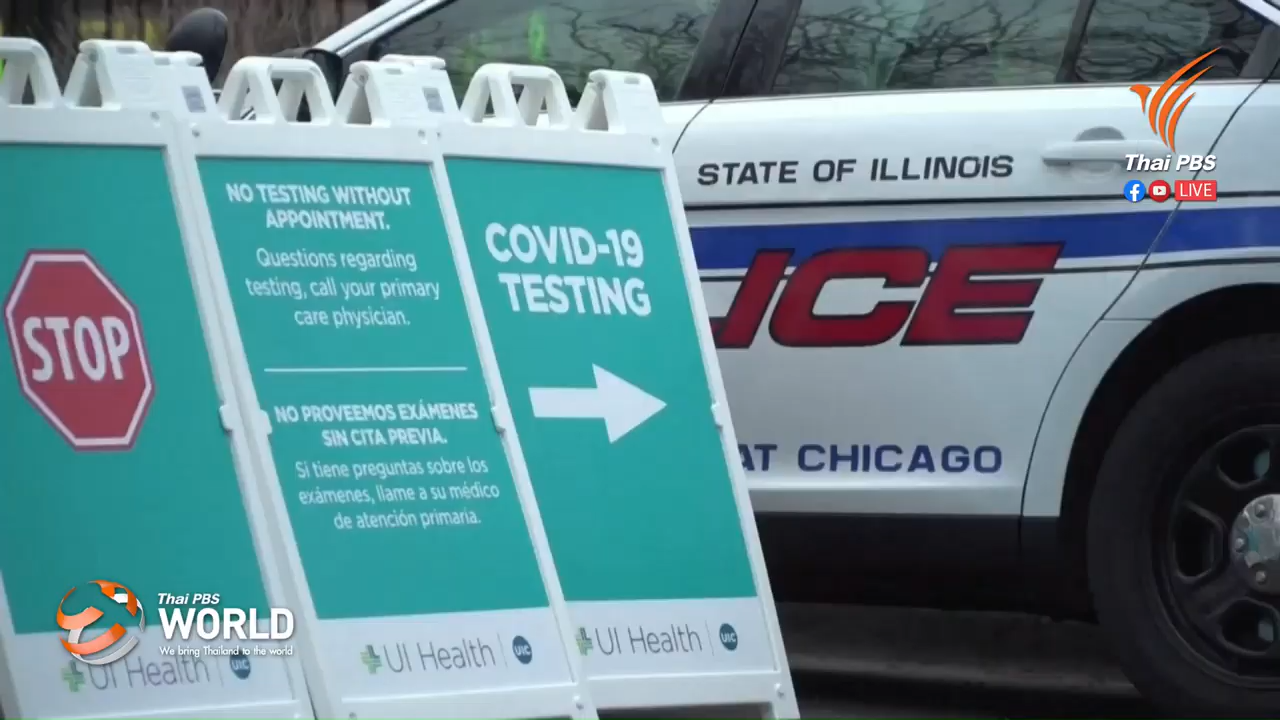 STOP
NO TESTING WITHOUT
APPOINTMENT.
Questions regarding
testing, call your primary
care physician.
NO PROVEEMOS EXÁMENES
SIN CITA PREVIA.
Si tiene preguntas sobre los
exámenes, llame a su médico
de atención primaria.
COVID-19
TESTING
UI Health UIC
UI Health UIC
UI Health UIC
STATE OF ILLINOIS
ICE
AT CHICAGO
Thai PBS
LIVE
Thai PBS
WORLD
We bring Thailand to the world